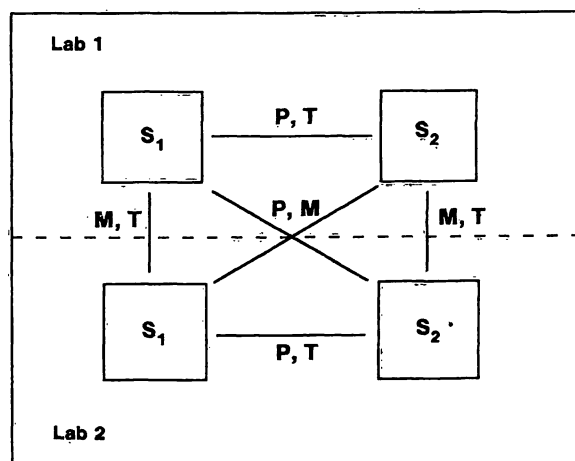 Lab 1
S₁
P, T
S₂
M, T
P, M
M, T
S₁
P, T
S₂
Lab 2